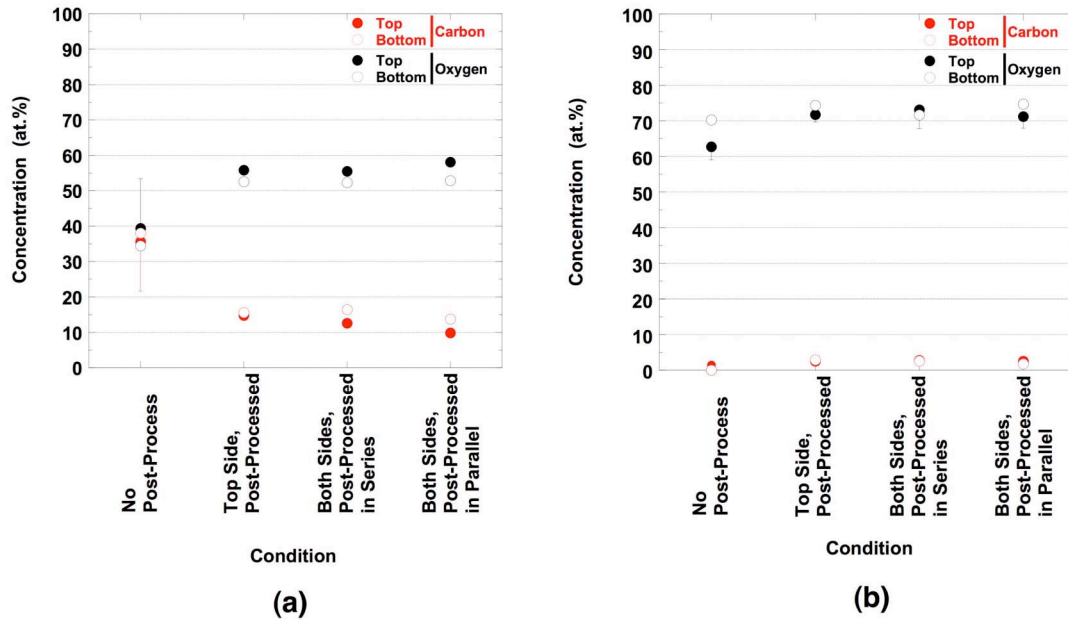 100
90
80
70
60
50
40
30
20
10
0
Concentration (at.%)
Top
Bottom
Carbon
Top
Bottom
Oxygen
No
Post-Process
Top Side,
Post-Processed
Both Sides,
Post-Processed
in Series
Both Sides,
Post-Processed
in Parallel
Condition
(a)
100
90
80
70
60
50
40
30
20
10
0
Concentration (at.%)
Top
Bottom
Carbon
Top
Bottom
Oxygen
No
Post-Process
Top Side,
Post-Processed
Both Sides,
Post-Processed
in Series
Both Sides,
Post-Processed
in Parallel
Condition
(b)